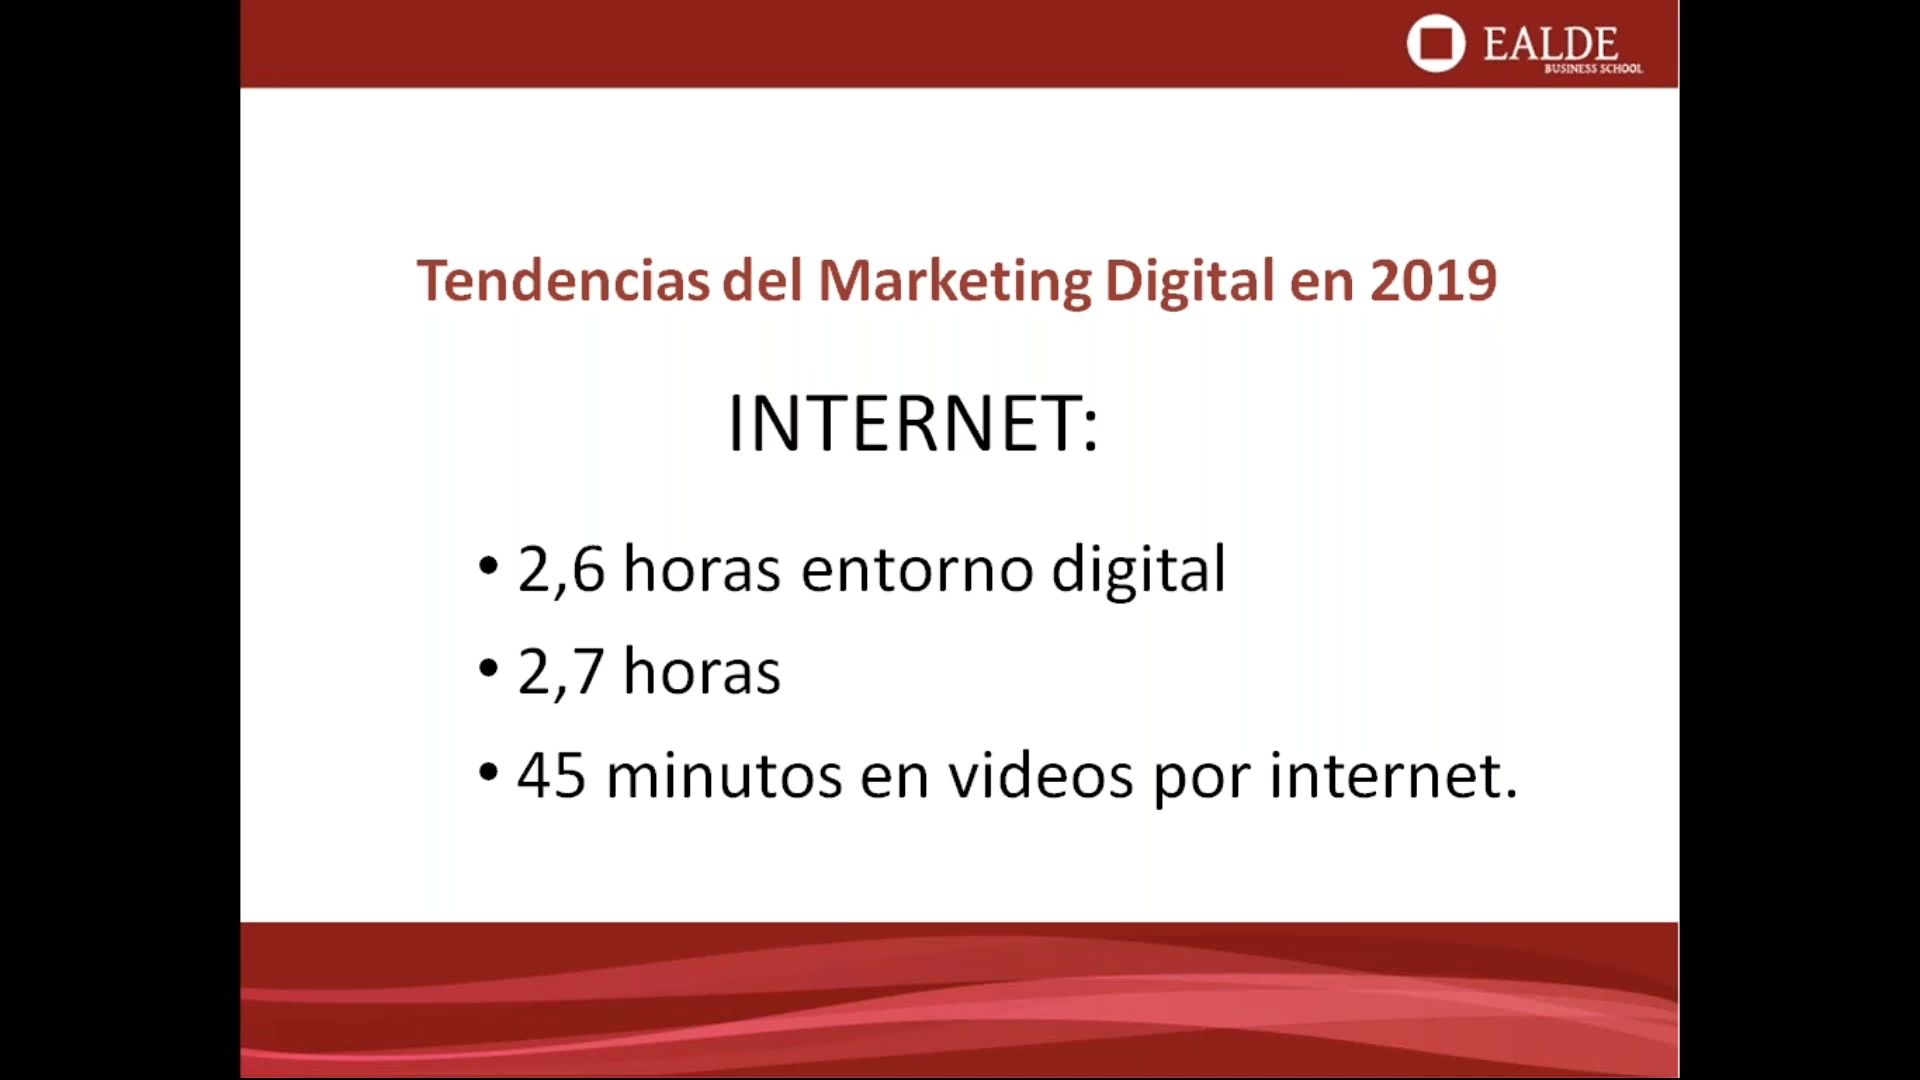 EALDE
BUSINESS SCHOOL
Tendencias del Marketing Digital en 2019
INTERNET:
• 2,6 horas entorno digital
• 2,7 horas
• 45 minutos en videos por internet.